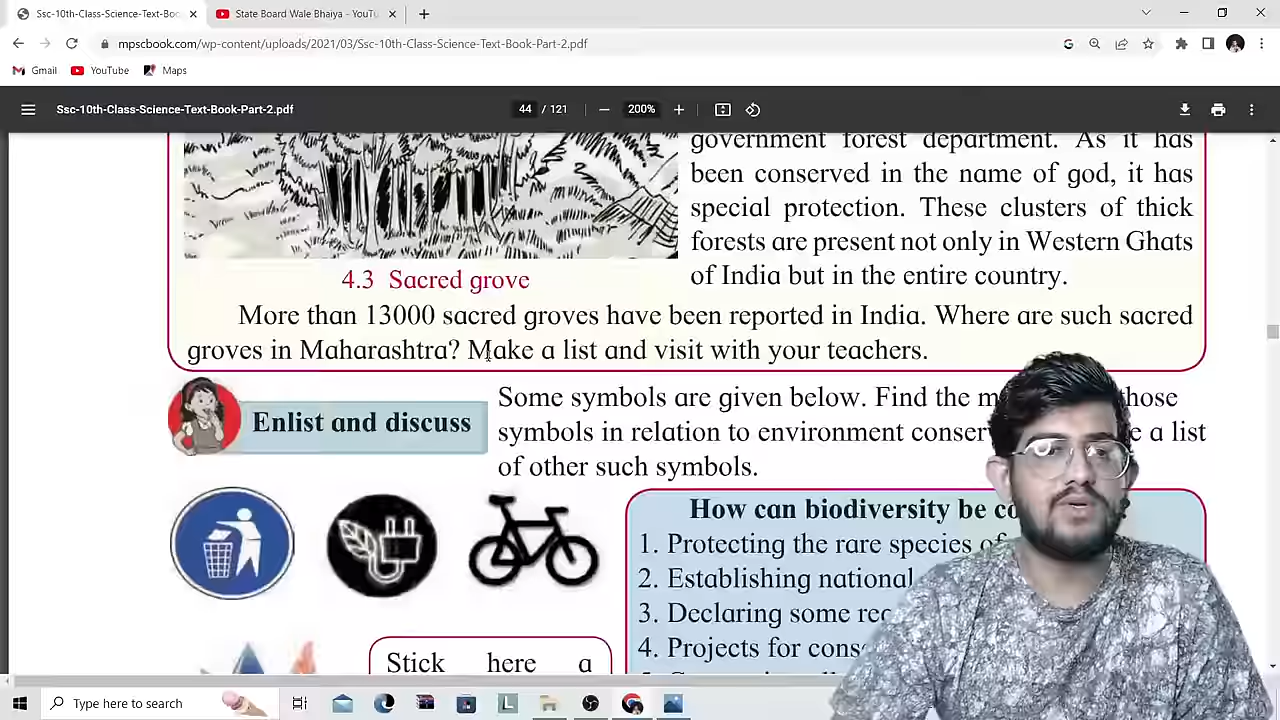 Ssc-10th-Class-Science-Text-Boc
State Board Wale Bhaiya - YouTu
mpscbook.com/wp-content/uploads/2021/03/Ssc-10th-Class-Science-Text-Book-Part-2.pdf
Gmail
YouTube
Maps
Ssc-10th-Class-Science-Text-Book-Part-2.pdf
44 / 121
200%
government forest department. As it has
been conserved in the name of god, it has
special protection. These clusters of thick
forests are present not only in Western Ghats
of India but in the entire country.
4.3 Sacred grove
More than 13000 sacred groves have been reported in India. Where are such sacred
groves in Maharashtra? Make a list and visit with your teachers.
Enlist and discuss
Some symbols are given below. Find the m hose
symbols in relation to environment conser e a list
of other such symbols.
How can biodiversity be co
1. Protecting the rare species of
2. Establishing national
3. Declaring some
4. Projects for cons
Stick here a
Type here to search